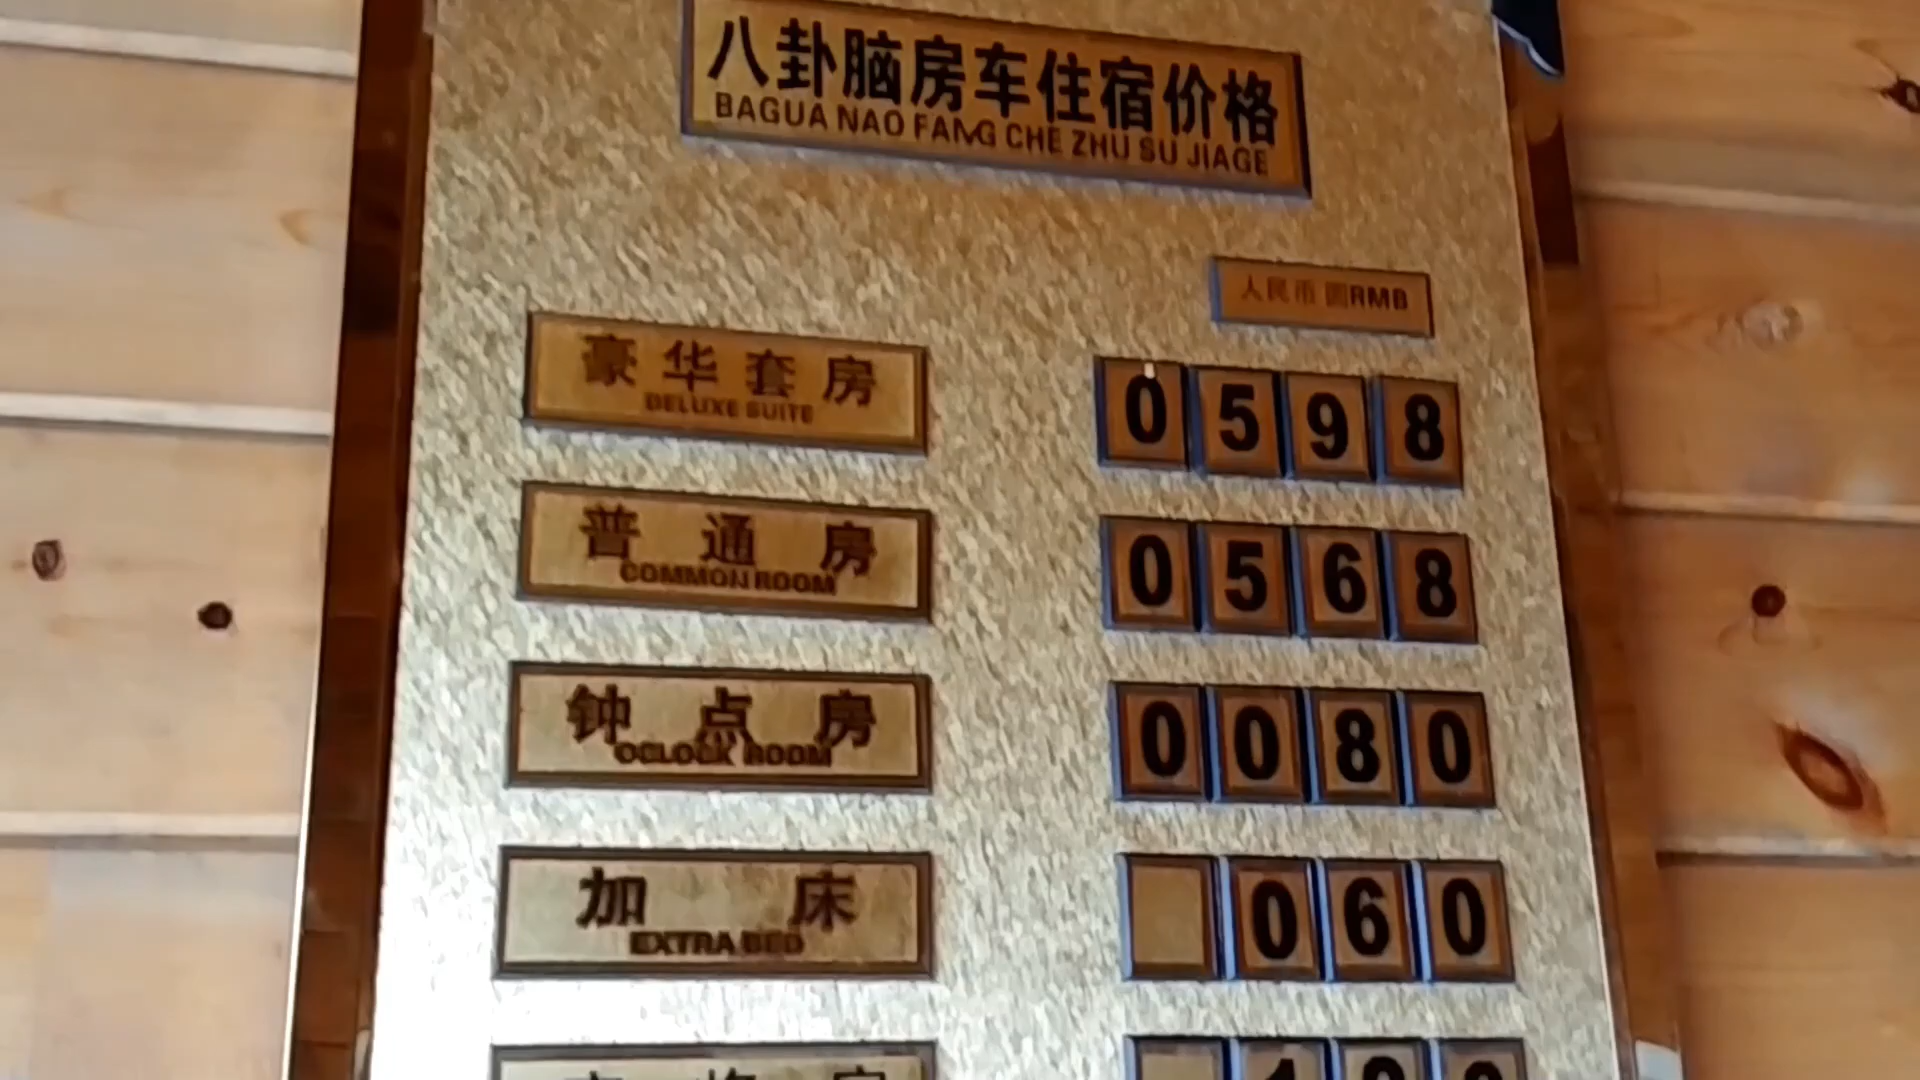 八卦脑房车住宿价格
BAGUA NAO FANG CHE ZHU SU JIAGE
人民币 圆RMB
豪华套房
DELUXE SUITE
0598
普通房
COMMON ROOM
0568
钟点房
OCLOCK ROOM
0080
加床
EXTRA BED
060